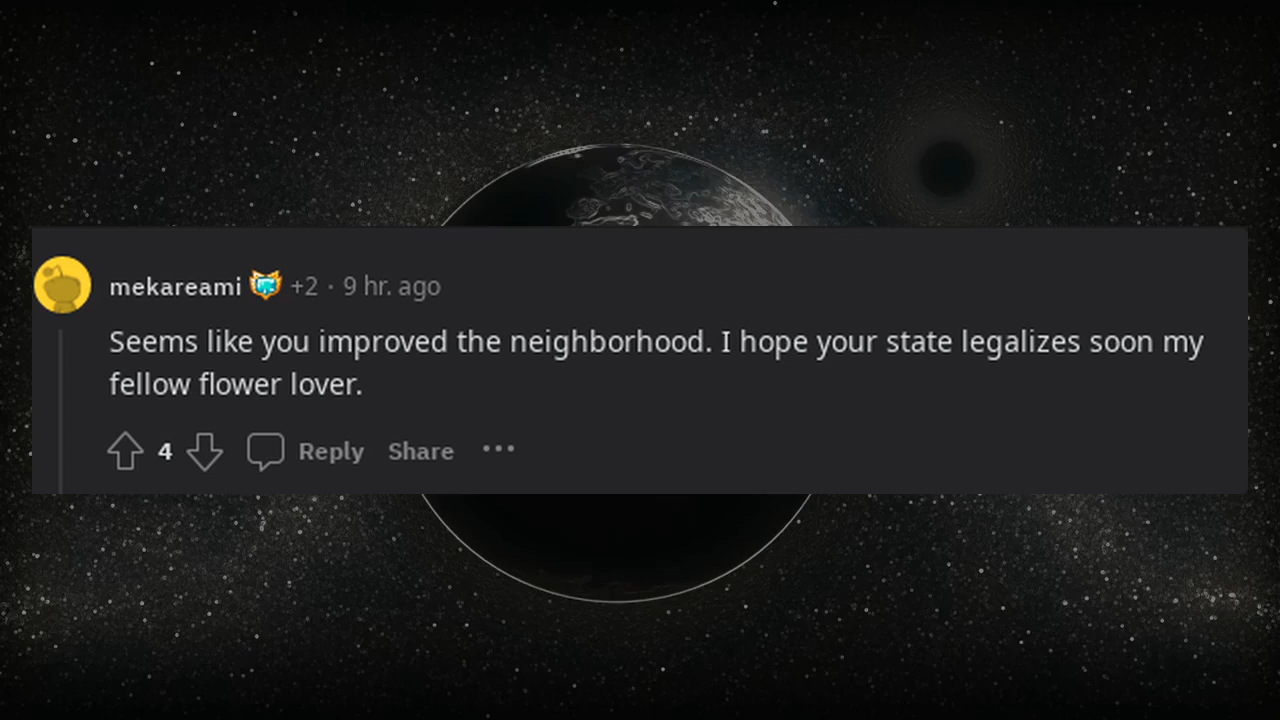 mekareami +2 · 9 hr. ago
Seems like you improved the neighborhood. I hope your state legalizes soon my
fellow flower lover.
4 Reply Share •••